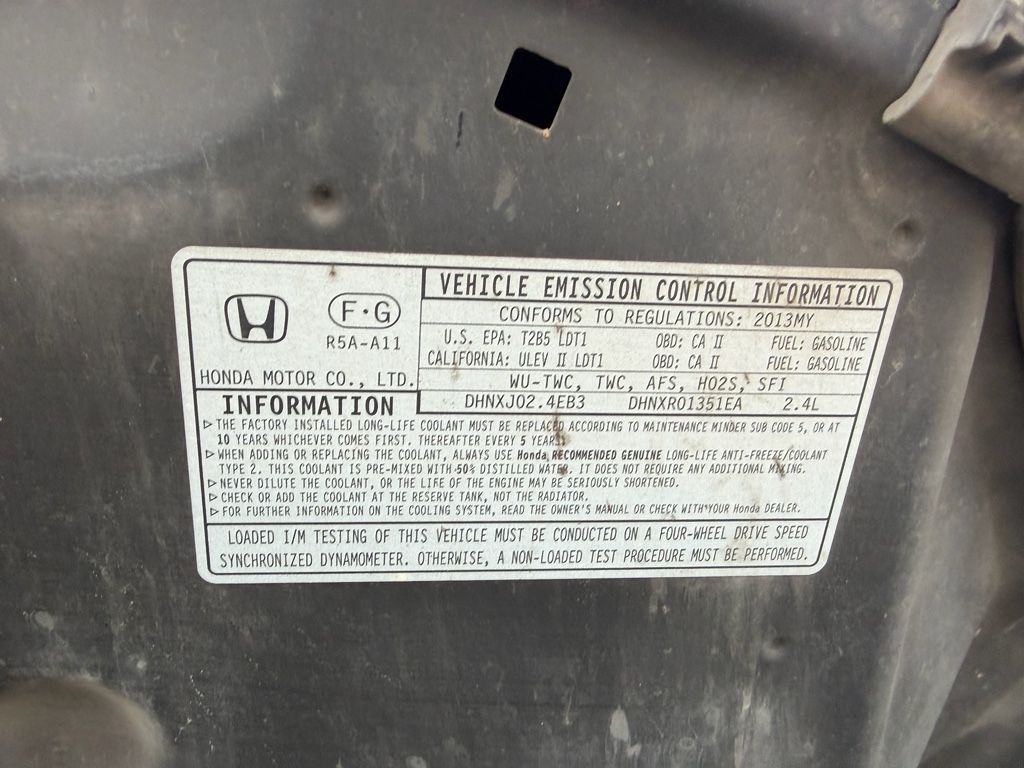 F·G
R5A-A11
HONDA MOTOR CO., LTD.
VEHICLE EMISSION CONTROL INFORMATION
CONFORMS TO REGULATIONS: 2013MY
U.S. EPA: T2B5 LDT1 OBD: CA II FUEL: GASOLINE
CALIFORNIA: ULEV II LDT1 OBD: CA II FUEL: GASOLINE
WU-TWC, TWC, AFS, HO2S, SFI
DHNXJ02.4EB3 DHNXR01351EA 2.4L
INFORMATION
▷ THE FACTORY INSTALLED LONG-LIFE COOLANT MUST BE REPLACED ACCORDING TO MAINTENANCE MINDER SUB CODE 5, OR AT
10 YEARS WHICHEVER COMES FIRST. THEREAFTER EVERY 5 YEARS.
▷ WHEN ADDING OR REPLACING THE COOLANT, ALWAYS USE Honda RECOMMENDED GENUINE LONG-LIFE ANTI-FREEZE/COOLANT
TYPE 2. THIS COOLANT IS PRE-MIXED WITH 50% DISTILLED WATER. IT DOES NOT REQUIRE ANY ADDITIONAL MIXING.
▷ NEVER DILUTE THE COOLANT, OR THE LIFE OF THE ENGINE MAY BE SERIOUSLY SHORTENED.
▷ CHECK OR ADD THE COOLANT AT THE RESERVE TANK, NOT THE RADIATOR.
▷ FOR FURTHER INFORMATION ON THE COOLING SYSTEM, READ THE OWNER'S MANUAL OR CHECK WITH YOUR Honda DEALER.
LOADED I/M TESTING OF THIS VEHICLE MUST BE CONDUCTED ON A FOUR-WHEEL DRIVE SPEED
SYNCHRONIZED DYNAMOMETER. OTHERWISE, A NON-LOADED TEST PROCEDURE MUST BE PERFORMED.